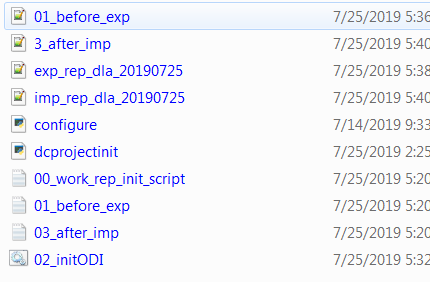 01_before_exp 7/25/2019 5:36
3_after_imp 7/25/2019 5:40
exp_rep_dla_20190725 7/25/2019 5:38
imp_rep_dla_20190725 7/25/2019 5:40
configure 7/14/2019 9:33
dcprojectinit 7/25/2019 2:25
00_work_rep_init_script 7/25/2019 5:20
01_before_exp 7/25/2019 5:20
03_after_imp 7/25/2019 5:20
02_initODI 7/25/2019 5:32